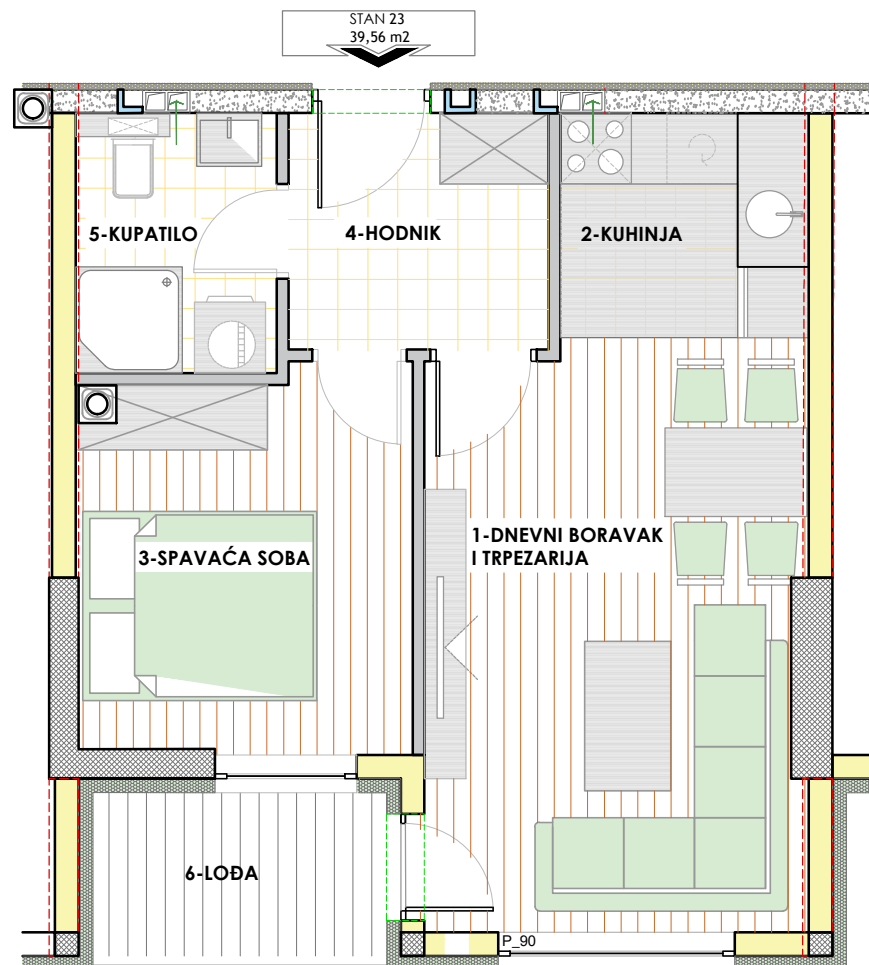 STAN 23
39,56 m2
5-KUPATILO
4-HODNIK
2-KUHINJA
3-SPAVAĆA SOBA
1-DNEVNI BORAVAK
I TRPEZARIJA
6-LOĐA
P_90